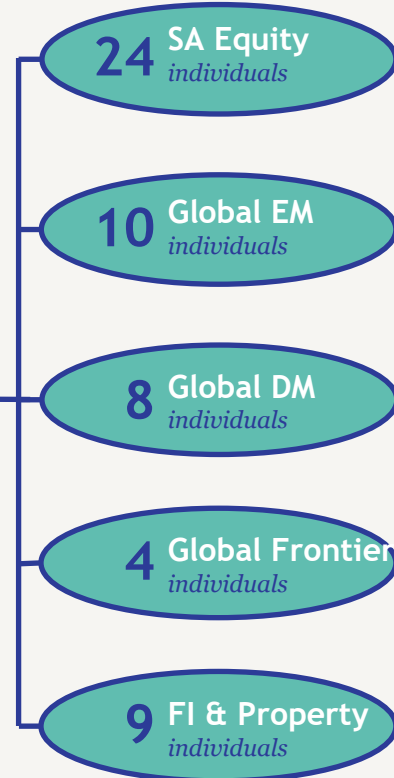 24 SA Equity
individuals
10 Global EM
individuals
8 Global DM
individuals
4 Global Frontier
individuals
9 FI & Property
individuals